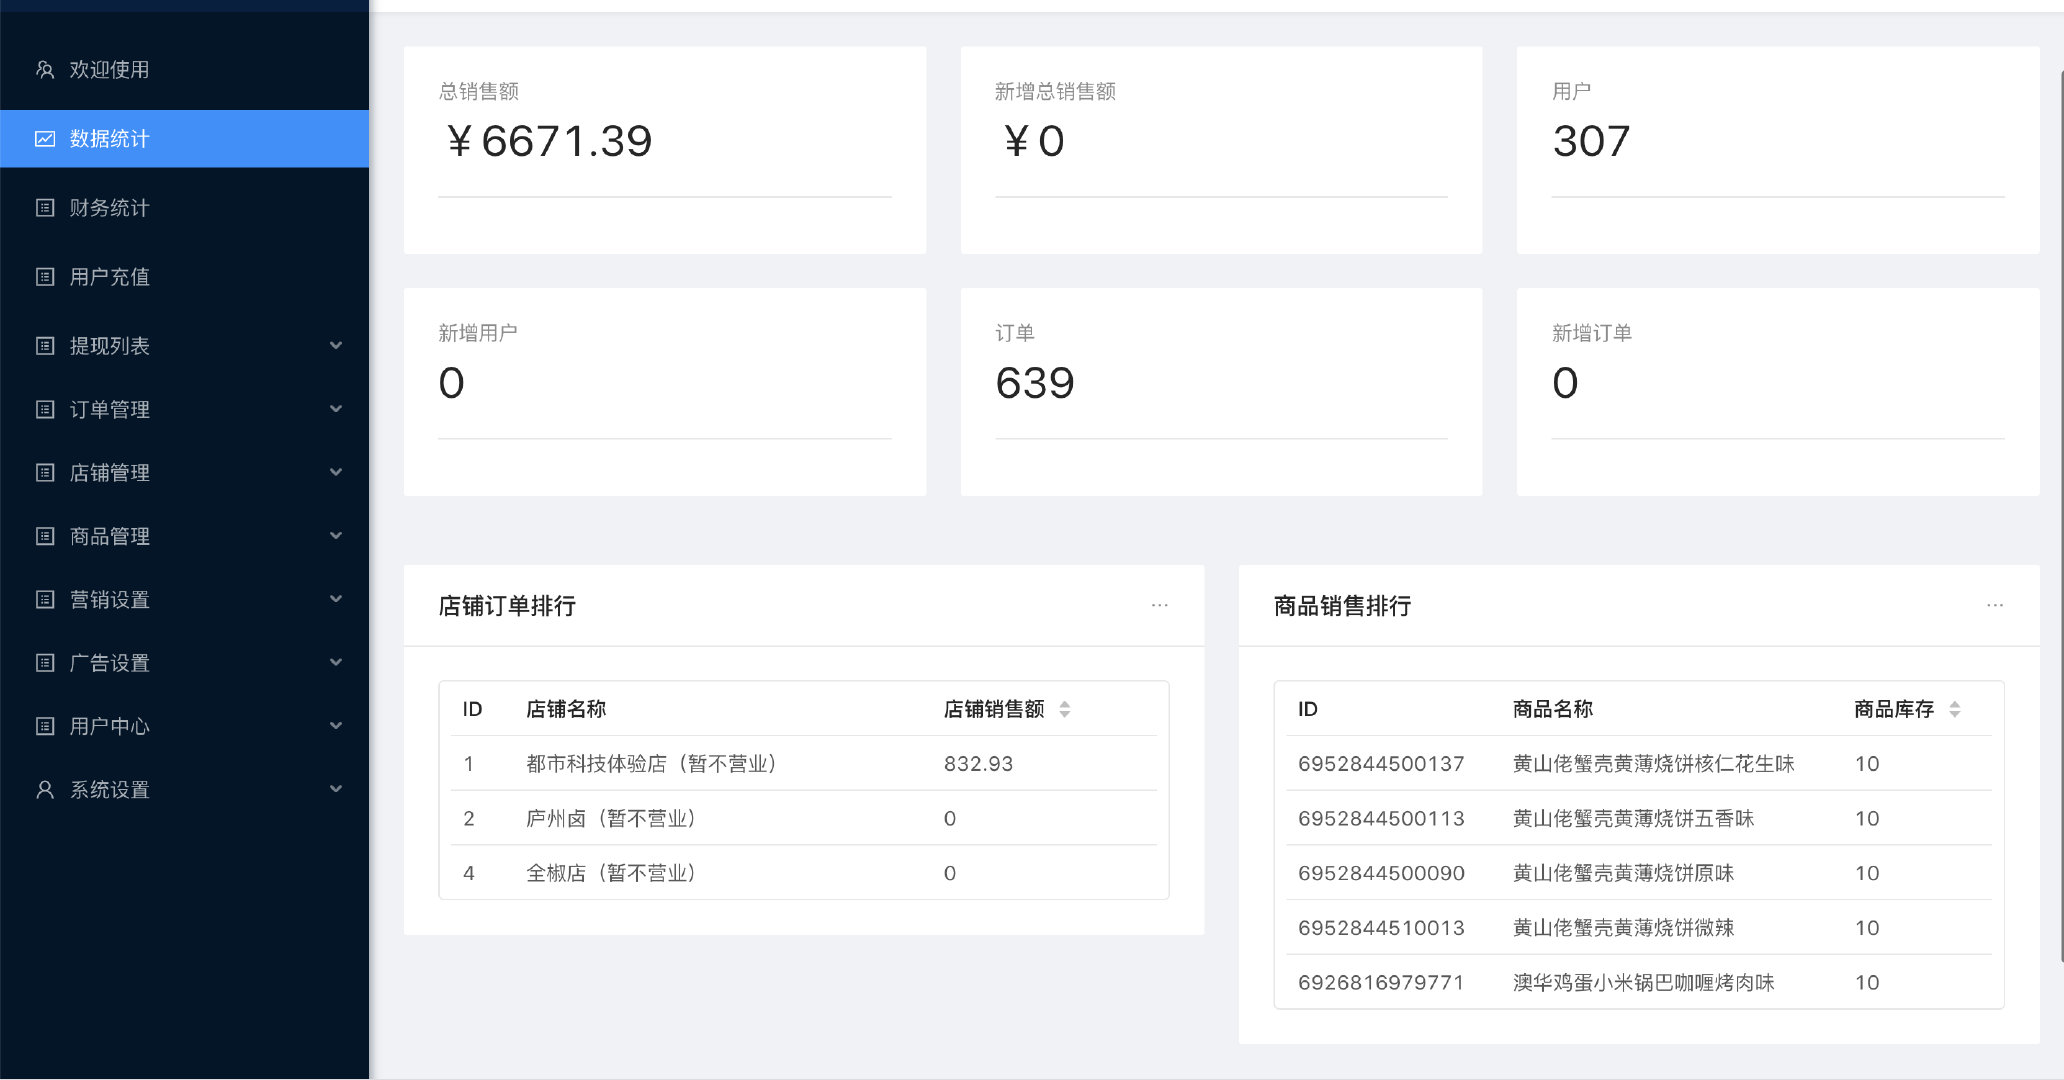 欢迎使用
数据统计
财务统计
用户充值
提现列表
订单管理
店铺管理
商品管理
营销设置
广告设置
用户中心
系统设置
总销售额
￥6671.39
新增总销售额
￥0
用户
307
新增用户
0
订单
639
新增订单
0
店铺订单排行 ···
ID 店铺名称 店铺销售额
1 都市科技体验店（暂不营业） 832.93
2 庐州卤（暂不营业） 0
4 全椒店（暂不营业） 0
商品销售排行 ···
ID 商品名称 商品库存
6952844500137 黄山佬蟹壳黄薄烧饼核仁花生味 10
6952844500113 黄山佬蟹壳黄薄烧饼五香味 10
6952844500090 黄山佬蟹壳黄薄烧饼原味 10
6952844510013 黄山佬蟹壳黄薄烧饼微辣 10
6926816979771 澳华鸡蛋小米锅巴咖喱烤肉味 10